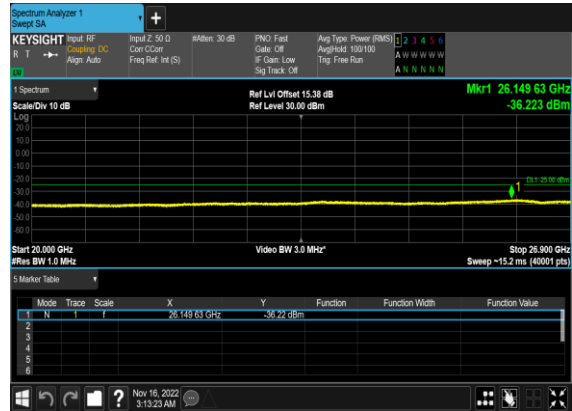 Spectrum Analyzer 1
Swept SA
KEYSIGHT Input: RF Input Z: 50 Ω #Atten: 30 dB PNO: Fast Avg Type: Power (RMS) 1 2 3 4 5 6
R T Coupling: DC Corr CCorr Gate: Off Avg|Hold: 100/100 A W W W W W
Align: Auto Freq Ref: Int (S) IF Gain: Low Trig: Free Run
Sig Track: Off A N N N N N
LW
1 Spectrum Ref Lvl Offset 15.38 dB Mkr1 26.149 63 GHz
Scale/Div 10 dB Ref Level 30.00 dBm -36.223 dBm
Log
20.0
10.0
0.00
-10.0
-20.0
DL1 -25.00 dBm
-30.0
1
-40.0
-50.0
-60.0
Start 20.000 GHz Video BW 3.0 MHz* Stop 26.900 GHz
#Res BW 1.0 MHz Sweep ~15.2 ms (40001 pts)
5 Marker Table
Mode Trace Scale X Y Function Function Width Function Value
1 N 1 f 26.149 63 GHz -36.22 dBm
2
3
4
5
6
? Nov 16, 2022
3:13:23 AM